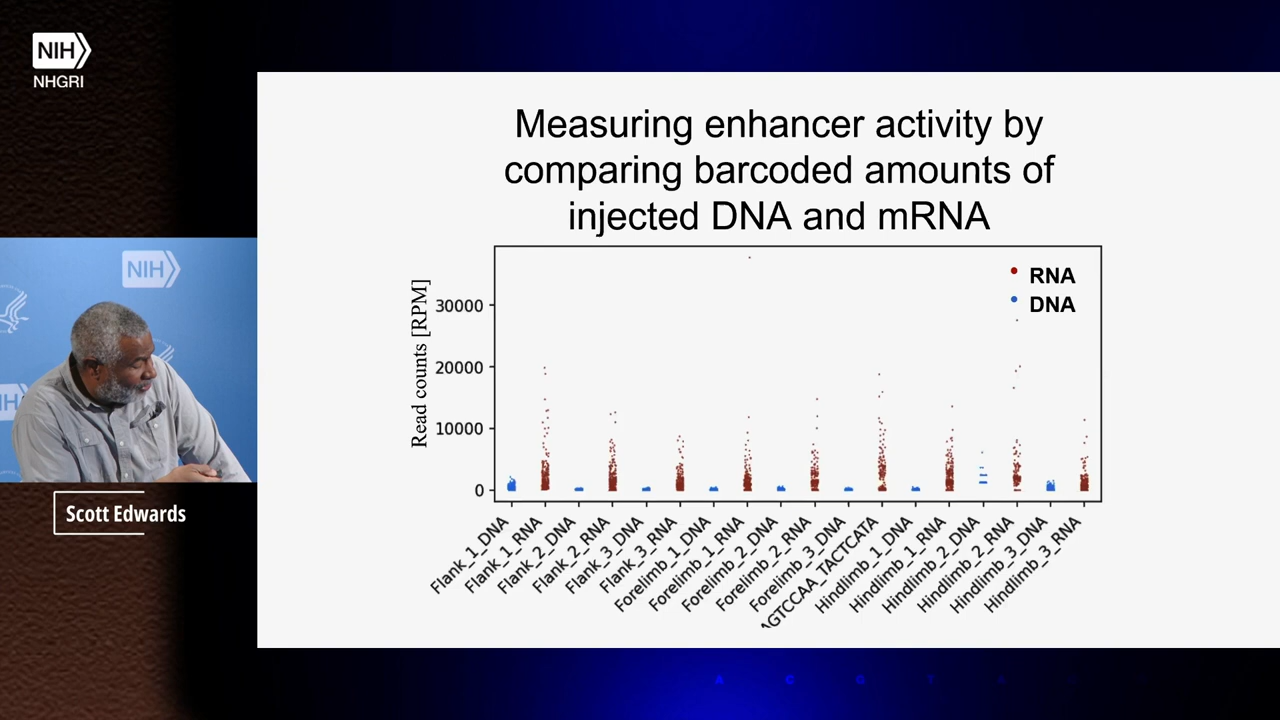 NIH
NHGRI
Measuring enhancer activity by
comparing barcoded amounts of
injected DNA and mRNA
RNA
DNA
Read counts [RPM]
30000
20000
10000
0
Flank_1_DNA
Flank_1_RNA
Flank_2_DNA
Flank_2_RNA
Flank_3_DNA
Flank_3_RNA
Forelimb_1_DNA
Forelimb_1_RNA
Forelimb_2_DNA
Forelimb_2_RNA
Forelimb_3_DNA
AGTCCAA_TACTCATA
Hindlimb_1_DNA
Hindlimb_1_RNA
Hindlimb_2_DNA
Hindlimb_2_RNA
Hindlimb_3_DNA
Hindlimb_3_RNA
NIH
NIH
Scott Edwards